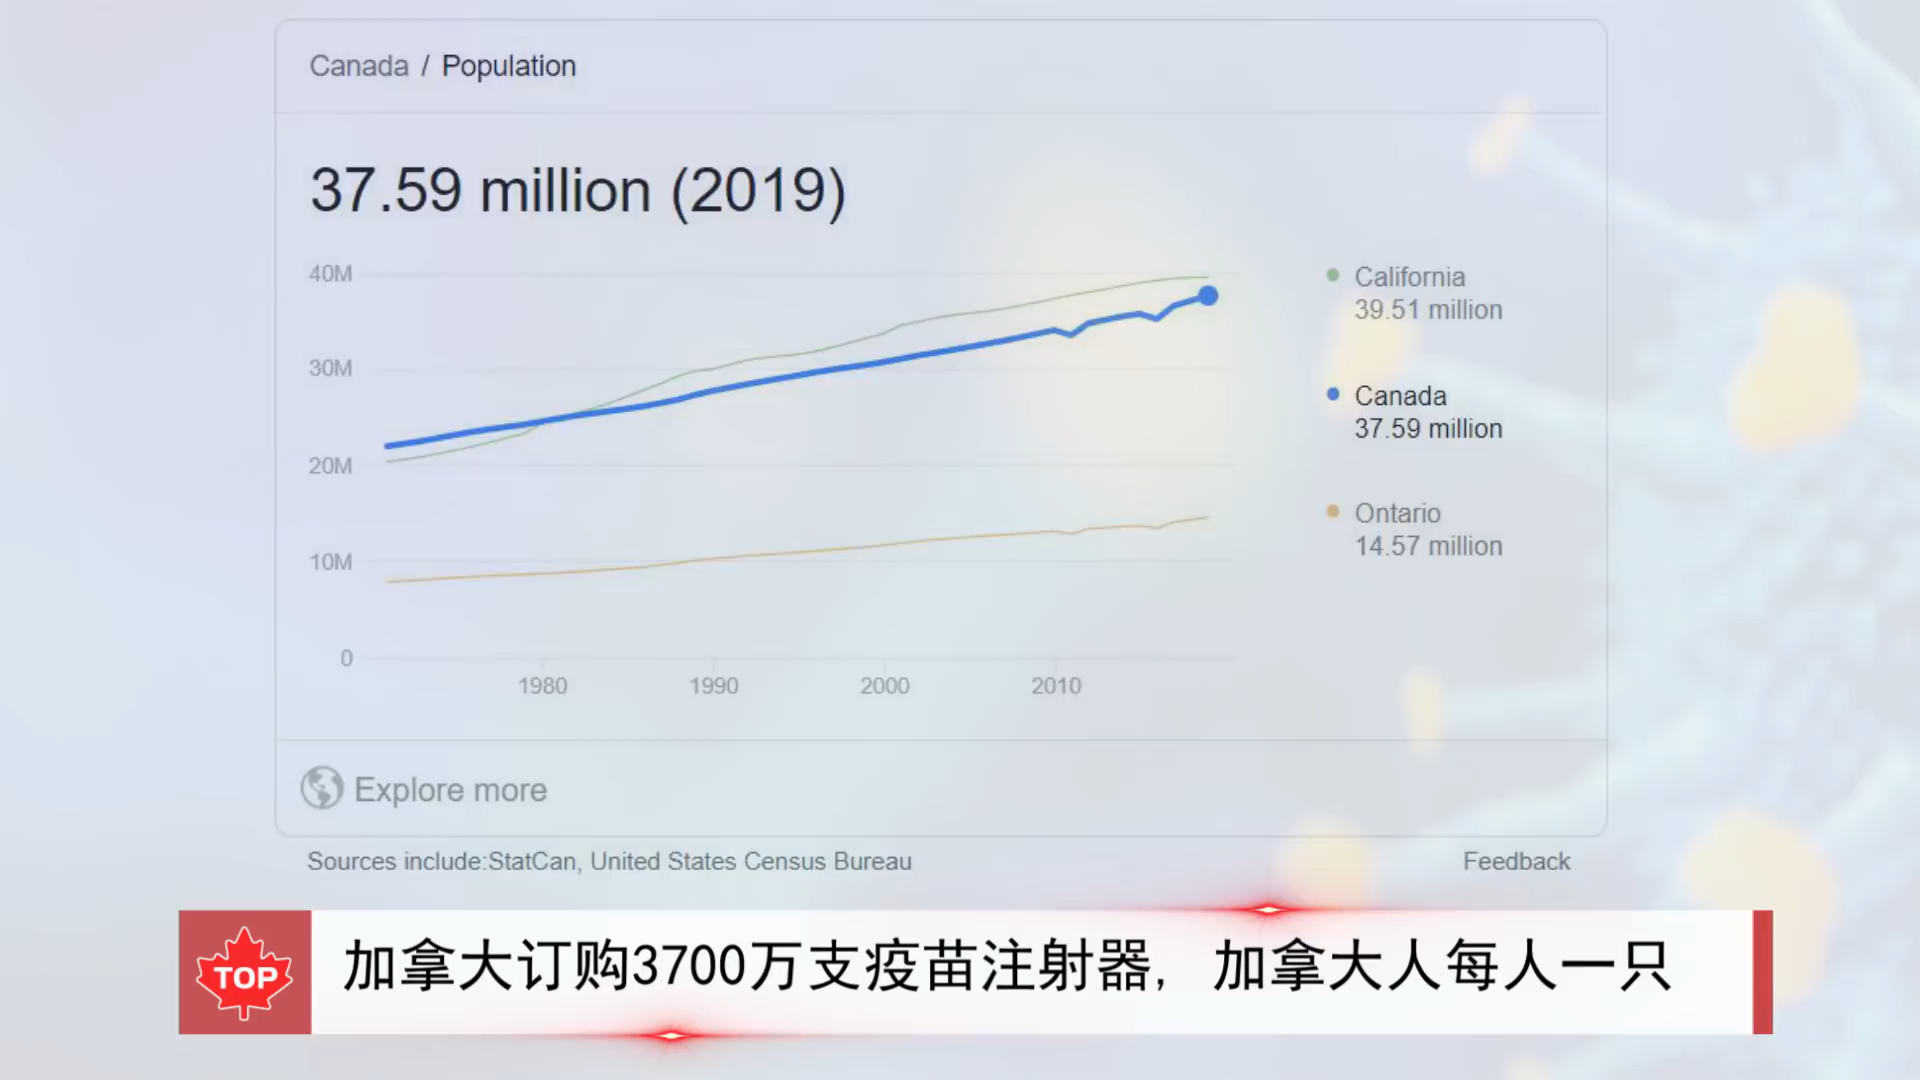 Canada / Population
37.59 million (2019)
40M
30M
20M
10M
0
1980 1990 2000 2010
California
39.51 million
Canada
37.59 million
Ontario
14.57 million
Explore more
Sources include:StatCan, United States Census Bureau
Feedback
TOP
加拿大订购3700万支疫苗注射器, 加拿大人每人一只